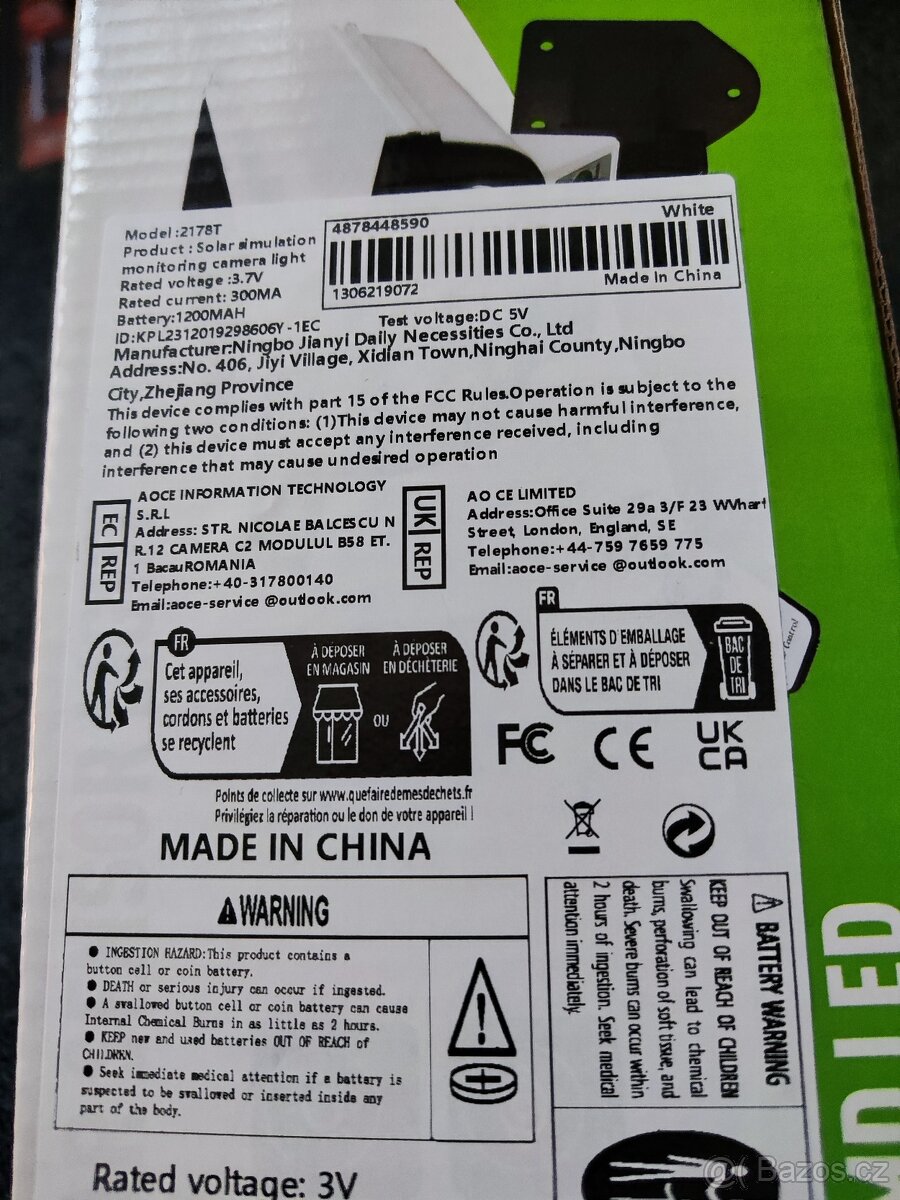 Model :2178T
Product : Solar simulation
monitoring camera light
Rated voltage :3.7V
Rated current: 300MA
Battery:1200MAH
ID:KPL2312019298606Y-1EC
4878448590
White
1306219072
Made In China
Test voltage:DC 5V
Manufacturer:Ningbo Jianyi Daily Necessities Co., Ltd
Address:No. 406, Jiyi Village, Xidian Town,Ninghai County,Ningbo
City,Zhejiang Province
This device complies with part 15 of the FCC Rules.Operation is subject to the
following two conditions: (1)This device may not cause harmful interference,
and (2) this device must accept any interference received, including
interference that may cause undesired operation
EC REP
AOCE INFORMATION TECHNOLOGY
S.R.L
Address: STR. NICOLAE BALCESCU N
R.12 CAMERA C2 MODULUL B58 ET.
1 BacauROMANIA
Telephone:+40-317800140
Email:aoce-service @outlook.com
UK REP
AO CE LIMITED
Address:Office Suite 29a 3/F 23 WWharf
Street, London, England, SE
Telephone:+44-759 7659 775
Email:aoce-service @outlook.com
FR
Cet appareil,
ses accessoires,
cordons et batteries
se recyclent
À DÉPOSER
EN MAGASIN
OU
À DÉPOSER
EN DÉCHÈTERIE
Points de collecte sur www.quefairedemesdechets.fr
Privilégiez la réparation ou le don de votre appareil !
FR
ÉLÉMENTS D'EMBALLAGE
À SÉPARER ET À DÉPOSER
DANS LE BAC DE TRI
BAC
DE
TRI
Control
FC CE UK
CA
MADE IN CHINA
WARNING
INGESTION HAZARD:This product contains a
button cell or coin battery.
DEATH or serious injury can occur if ingested.
A swallowed button cell or coin battery can cause
Internal Chemical Burns in as little as 2 hours.
KEEP new and used batteries OUT OF REACH of
CHILDREN.
Seek immediate medical attention if a battery is
suspected to be swallowed or inserted inside any
part of the body.
BATTERY WARNING
KEEP OUT OF REACH OF CHILDREN
Swallowing can lead to chemical
burns, perforation of soft tissue, and
death. Severe burns can occur within
2 hours of ingestion. Seek medical
attention immediately.
Rated voltage: 3V
LED
Bazos.cz